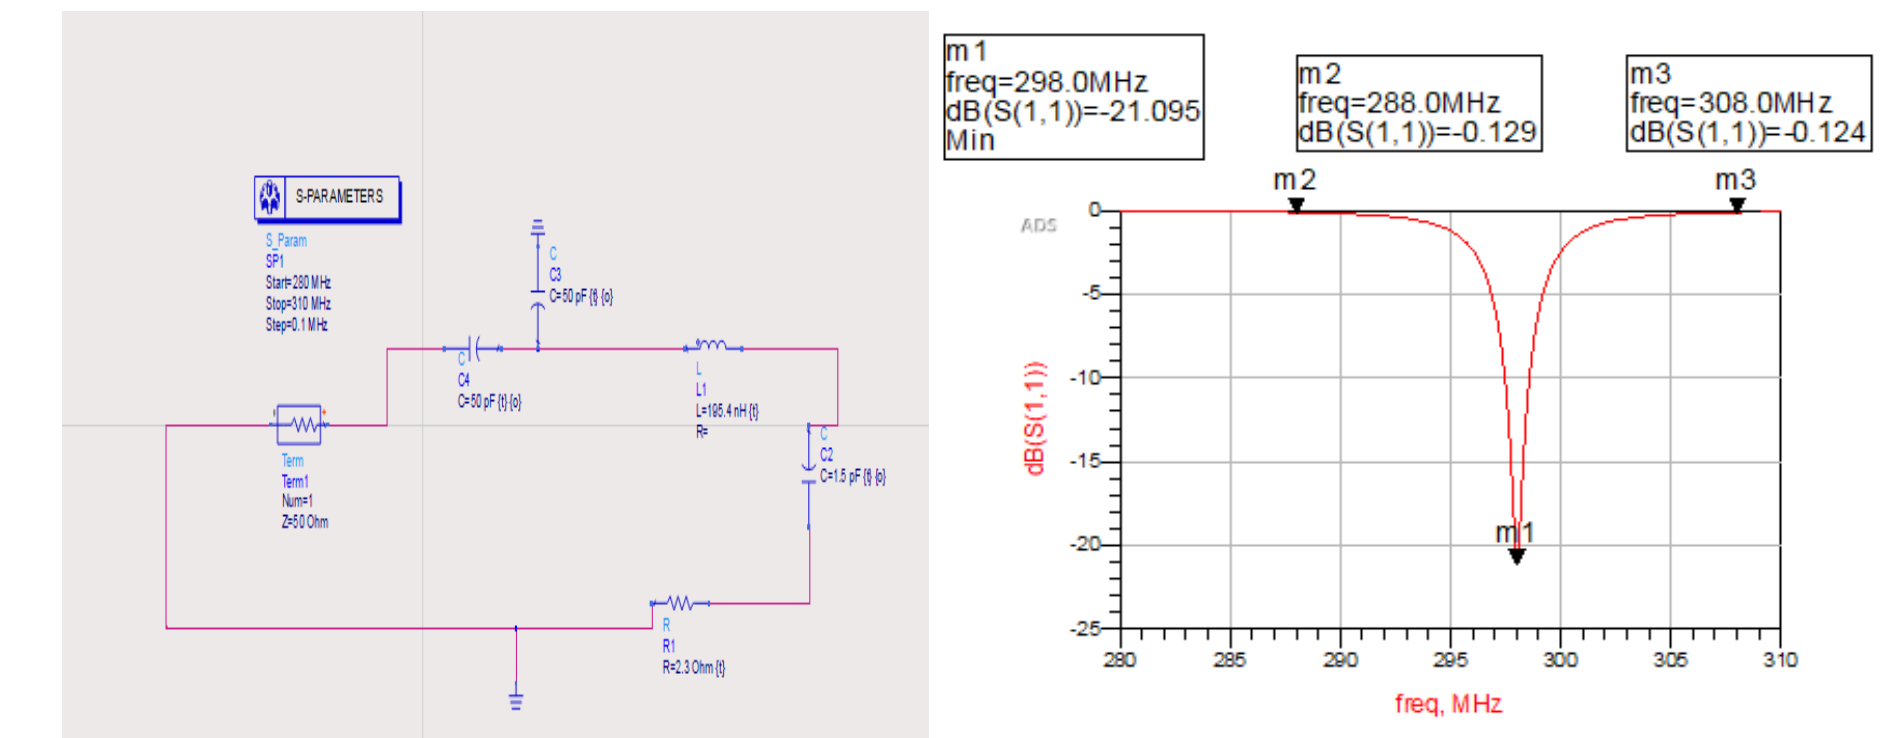 S-PARAMETERS
S_Param
SP1
Start=280 MHz
Stop=310 MHz
Step=0.1 MHz
C
C3
C=50 pF {t} {o}
C
C4
C=50 pF {t} {o}
L
L1
L=195.4 nH {t}
R=
C
C2
C=1.5 pF {t} {o}
Term
Term1
Num=1
Z=50 Ohm
R
R1
R=2.3 Ohm {t}
m1
freq=298.0MHz
dB(S(1,1))=-21.095
Min
m2
freq=288.0MHz
dB(S(1,1))=-0.129
m3
freq=308.0MHz
dB(S(1,1))=-0.124
m2
m3
ADS
0
-5
-10
-15
-20
-25
dB(S(1,1))
m1
280 285 290 295 300 305 310
freq, MHz